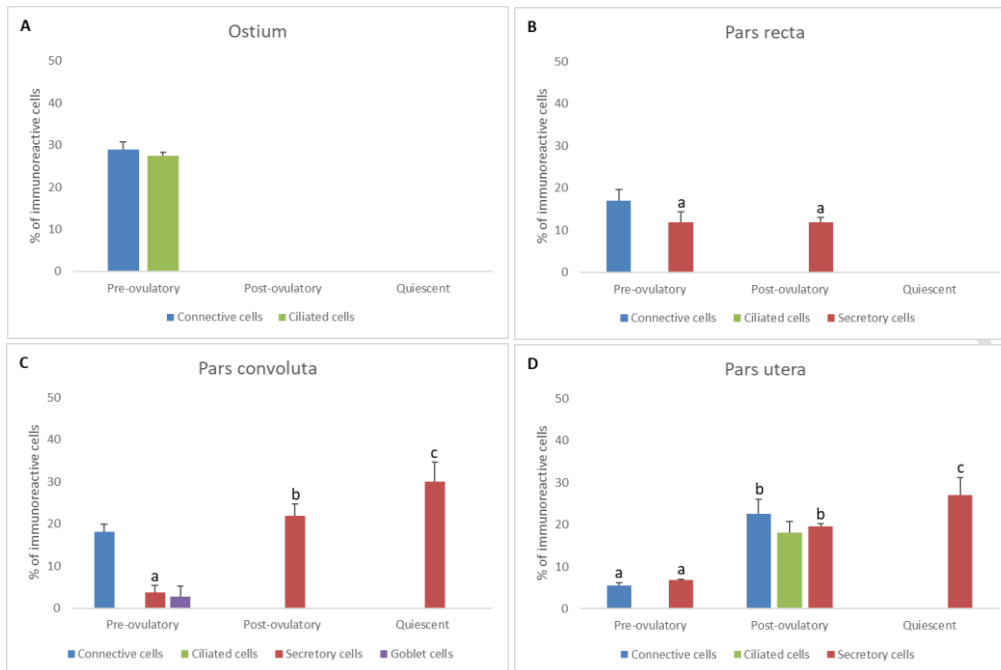 A
Ostium
% of immunoreactive cells
50
40
30
20
10
0
Pre-ovulatory Post-ovulatory Quiescent
Connective cells Ciliated cells
B
Pars recta
% of immunoreactive cells
50
40
30
20
10
0
a a
Pre-ovulatory Post-ovulatory Quiescent
Connective cells Ciliated cells Secretory cells
C
Pars convoluta
% of immunoreactive cells
50
40
30
20
10
0
a b c
Pre-ovulatory Post-ovulatory Quiescent
Connective cells Ciliated cells Secretory cells Goblet cells
D
Pars utera
% of immunoreactive cells
50
40
30
20
10
0
a a b b c
Pre-ovulatory Post-ovulatory Quiescent
Connective cells Ciliated cells Secretory cells